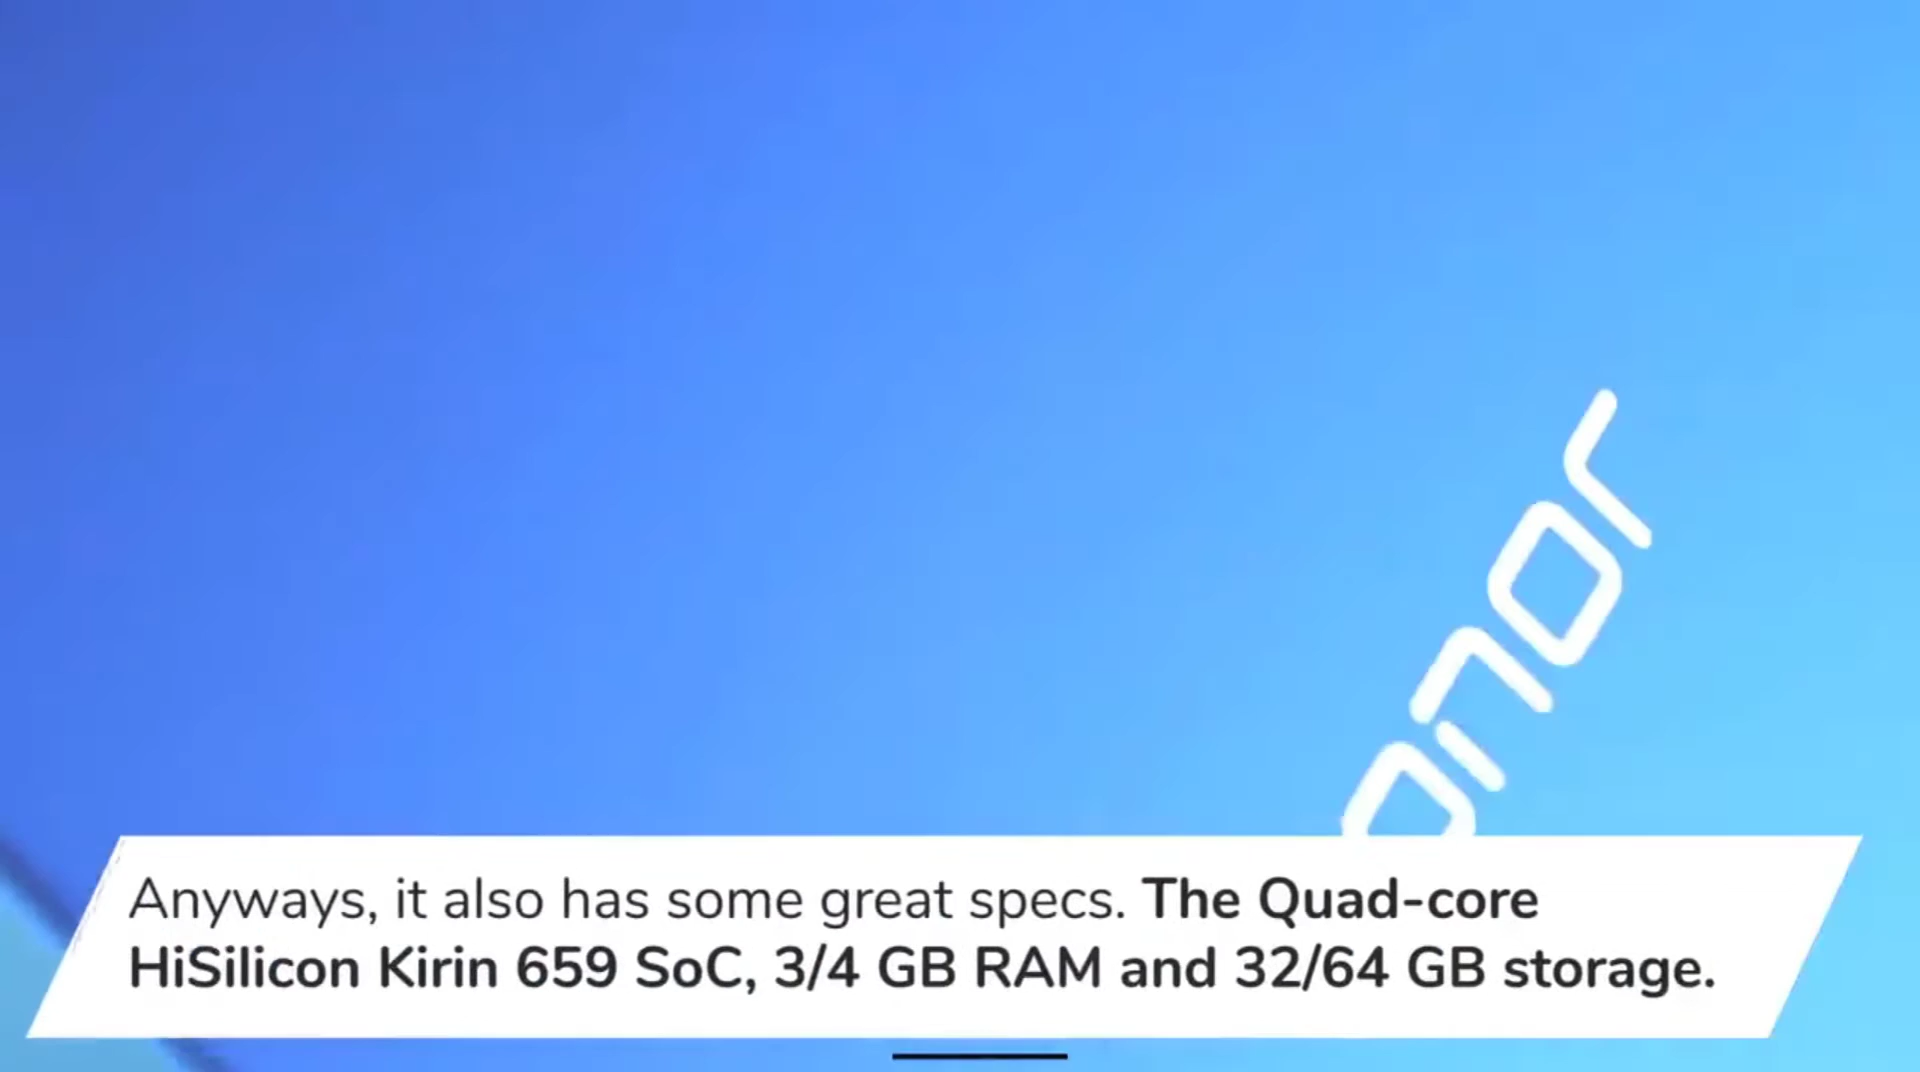 onor
Anyways, it also has some great specs. The Quad-core
HiSilicon Kirin 659 SoC, 3/4 GB RAM and 32/64 GB storage.